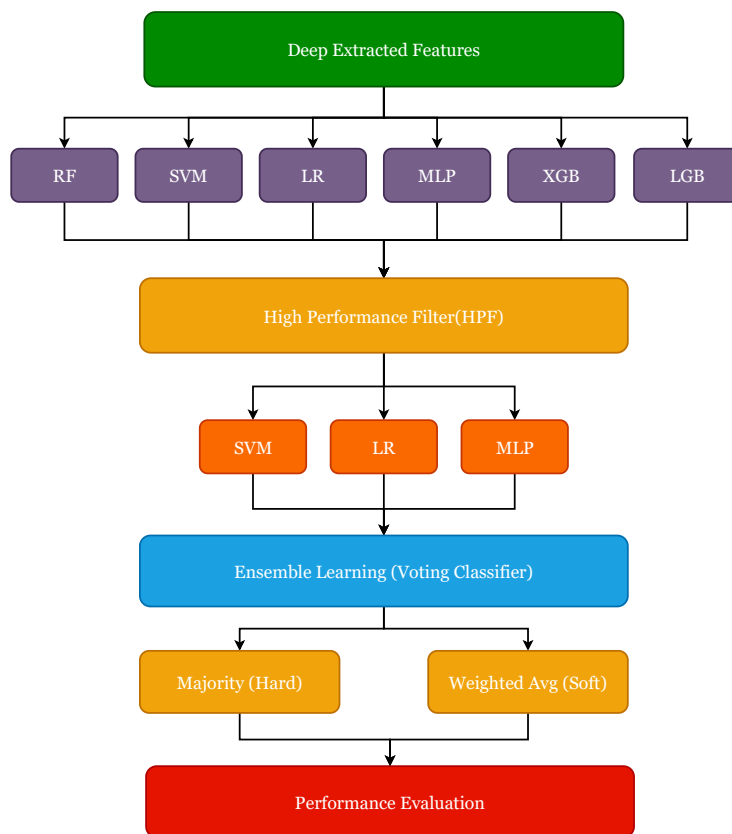 Deep Extracted Features
RF
SVM
LR
MLP
XGB
LGB
High Performance Filter(HPF)
SVM
LR
MLP
Ensemble Learning (Voting Classifier)
Majority (Hard)
Weighted Avg (Soft)
Performance Evaluation